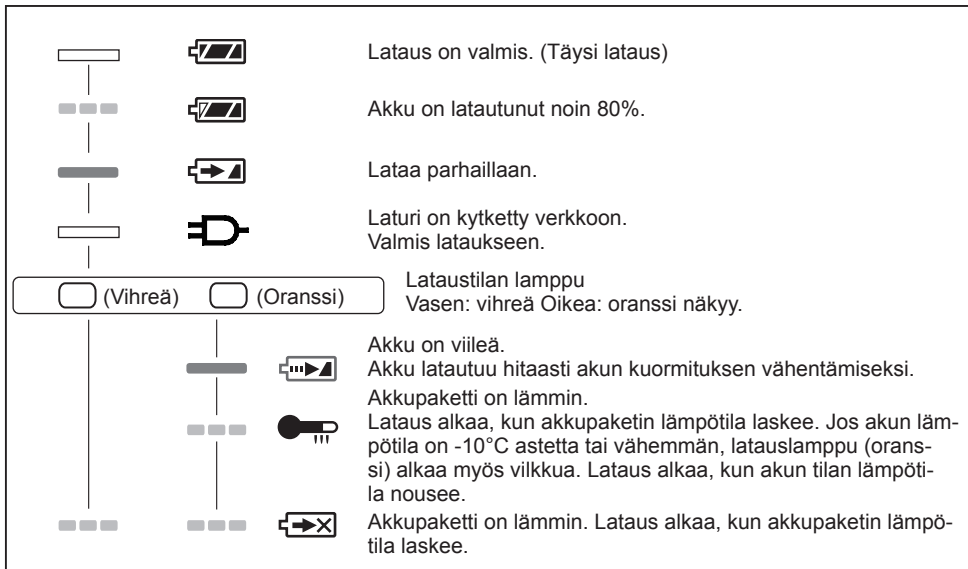 Lataus on valmis. (Täysi lataus)
Akku on latautunut noin 80%.
Lataa parhaillaan.
Laturi on kytketty verkkoon.
Valmis lataukseen.
(Vihreä) (Oranssi)
Lataustilan lamppu
Vasen: vihreä Oikea: oranssi näkyy.
Akku on viileä.
Akku latautuu hitaasti akun kuormituksen vähentämiseksi.
Akkupaketti on lämmin.
Lataus alkaa, kun akkupaketin lämpötila laskee. Jos akun läm-
pötila on -10°C astetta tai vähemmän, latauslamppu (orans-
si) alkaa myös vilkkua. Lataus alkaa, kun akun tilan lämpöti-
la nousee.
Akkupaketti on lämmin. Lataus alkaa, kun akkupaketin lämpö-
tila laskee.